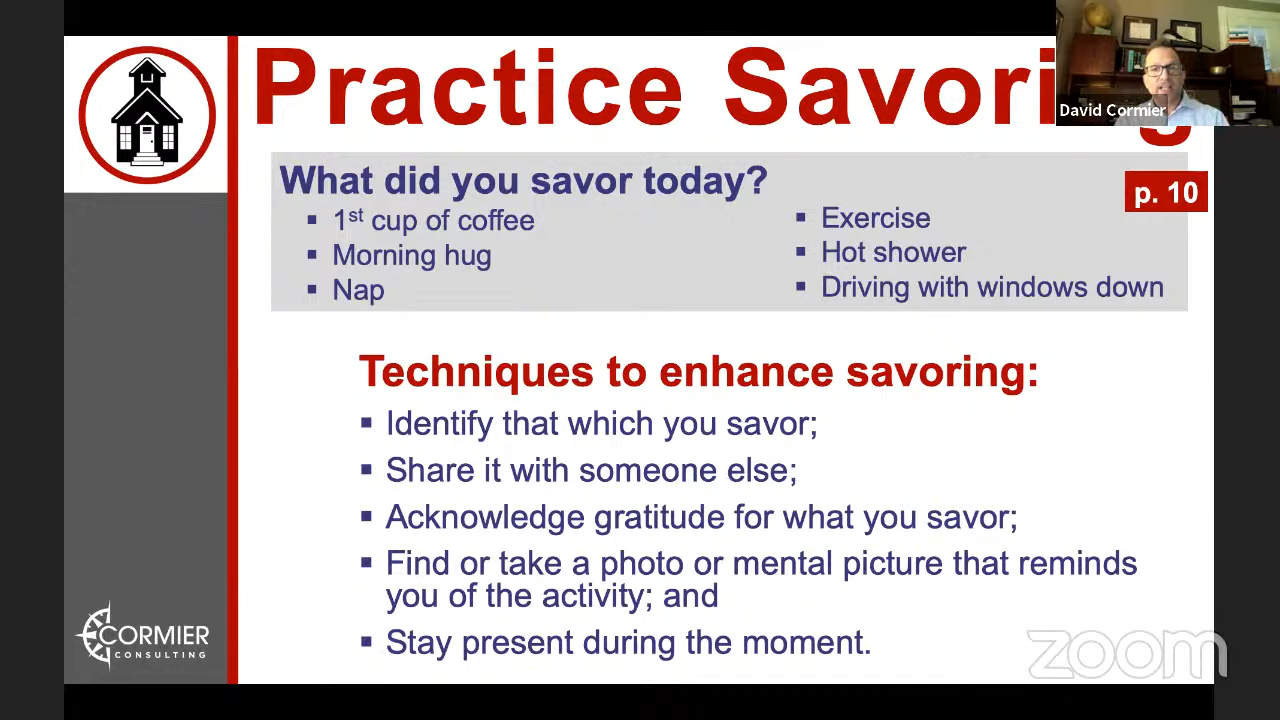 Practice Savori
David Cormier
What did you savor today?
p. 10
▪ 1st cup of coffee
▪ Morning hug
▪ Nap
▪ Exercise
▪ Hot shower
▪ Driving with windows down
Techniques to enhance savoring:
▪ Identify that which you savor;
▪ Share it with someone else;
▪ Acknowledge gratitude for what you savor;
▪ Find or take a photo or mental picture that reminds
you of the activity; and
▪ Stay present during the moment.
CORMIER
CONSULTING
zoom